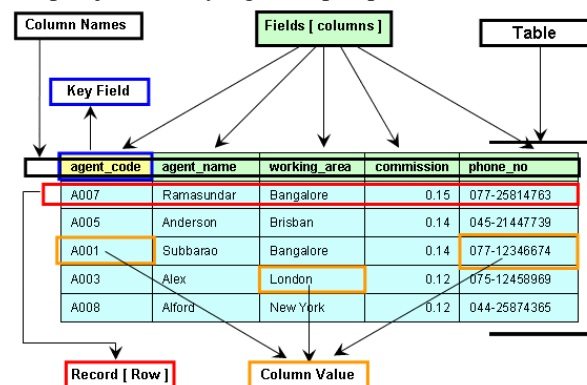 Column Names
Fields [ columns ]
Table
Key Field
agent_code agent_name working_area commission phone_no
A007 Ramasundar Bangalore 0.15 077-25814763
A005 Anderson Brisban 0.14 045-21447739
A001 Subbarao Bangalore 0.14 077-12346674
A003 Alex London 0.12 075-12458969
A008 Alford New York 0.12 044-25874365
Record [ Row ]
Column Value